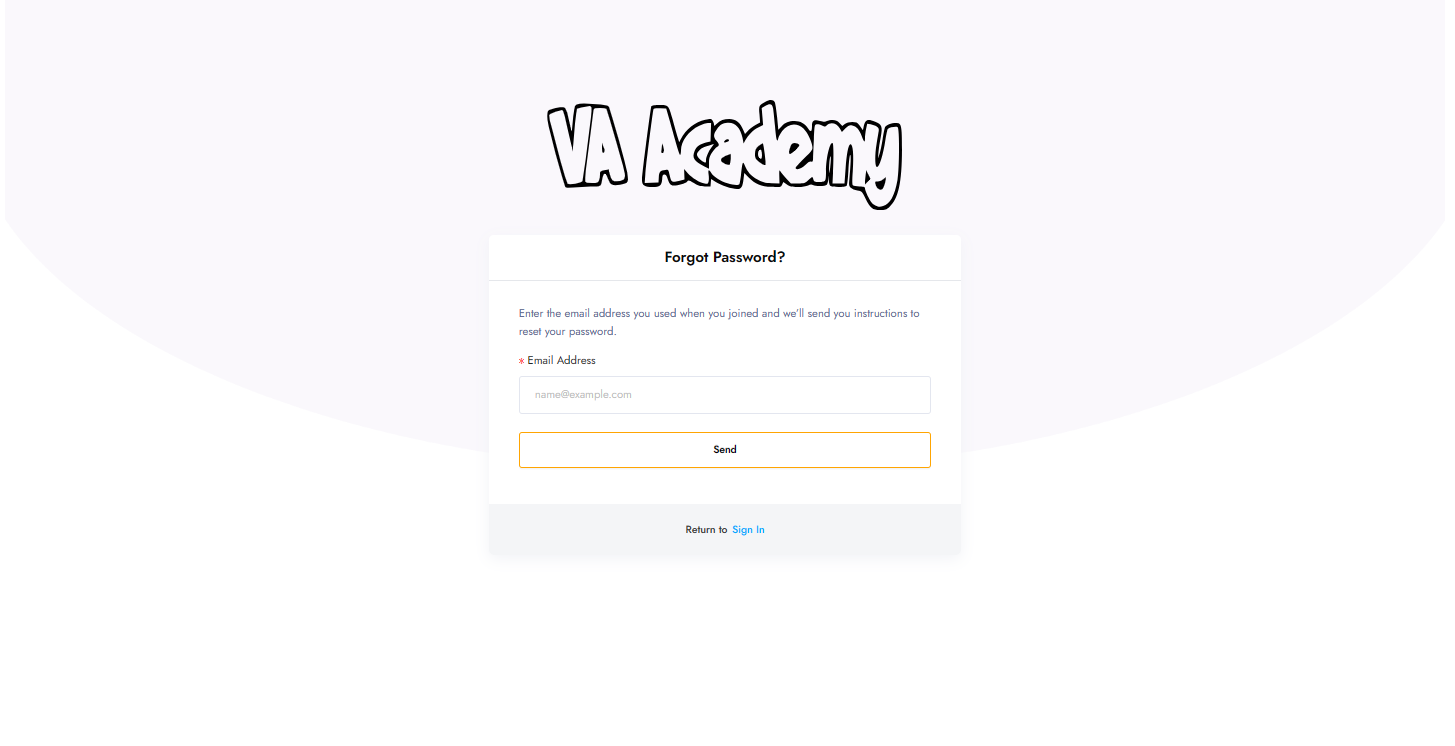 VA Academy
Forgot Password?
Enter the email address you used when you joined and we'll send you instructions to
reset your password.
* Email Address
name@example.com
Send
Return to Sign In